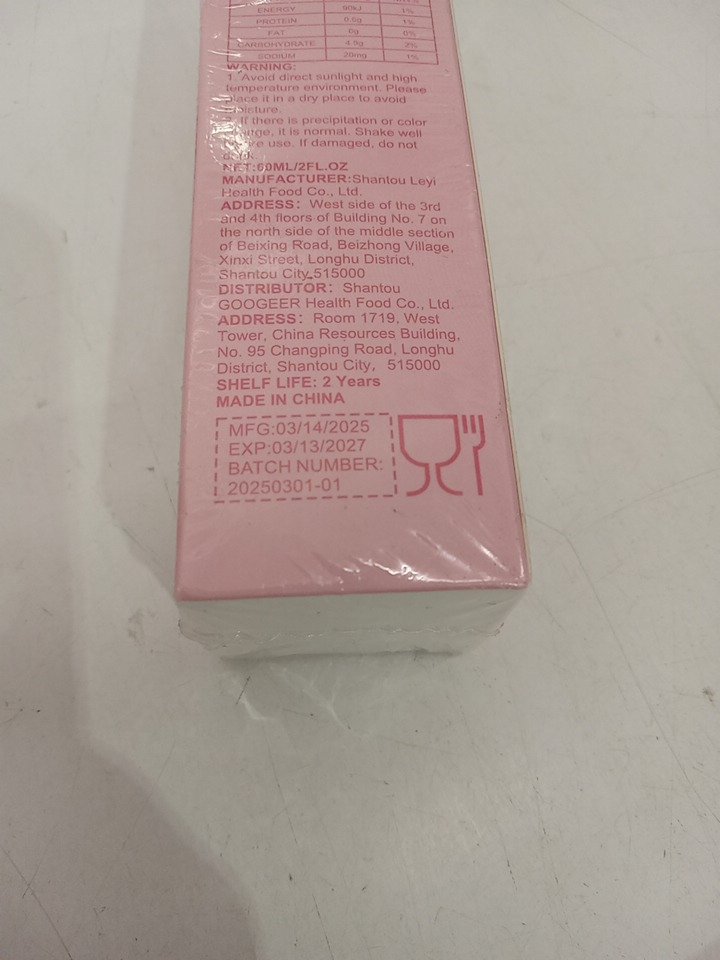 ENERGY 90kJ 1%
PROTEIN 0.0g 1%
FAT 0g 0%
CARBOHYDRATE 4.9g 2%
SODIUM 20mg 1%
WARNING:
1. Avoid direct sunlight and high
temperature environment. Please
place it in a dry place to avoid
moisture.
If there is precipitation or color
it is normal. Shake well
use. If damaged, do not
NET:60ML/2FL.OZ
MANUFACTURER:Shantou Leyi
Health Food Co., Ltd.
ADDRESS: West side of the 3rd
and 4th floors of Building No. 7 on
the north side of the middle section
of Beixing Road, Beizhong Village,
Xinxi Street, Longhu District,
Shantou City,515000
DISTRIBUTOR: Shantou
GOOGEER Health Food Co., Ltd.
ADDRESS: Room 1719, West
Tower, China Resources Building,
No. 95 Changping Road, Longhu
District, Shantou City, 515000
SHELF LIFE: 2 Years
MADE IN CHINA
MFG:03/14/2025
EXP:03/13/2027
BATCH NUMBER:
20250301-01